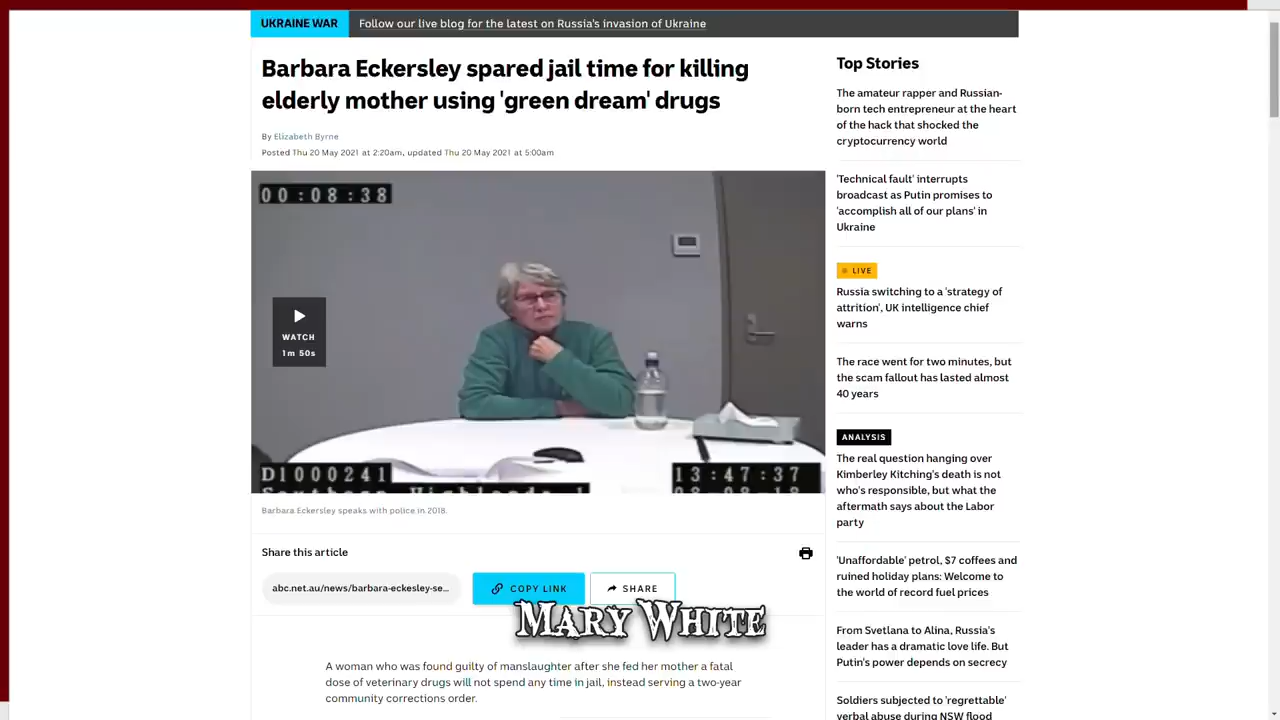 UKRAINE WAR Follow our live blog for the latest on Russia's invasion of Ukraine
Barbara Eckersley spared jail time for killing
elderly mother using 'green dream' drugs
By Elizabeth Byrne
Posted Thu 20 May 2021 at 2:20am, updated Thu 20 May 2021 at 5:00am
00:08:38
WATCH
1m 50s
D1000241
13:47:37
Barbara Eckersley speaks with police in 2018.
Share this article
abc.net.au/news/barbara-eckesley-se...
COPY LINK
SHARE
MARY WHITE
A woman who was found guilty of manslaughter after she fed her mother a fatal
dose of veterinary drugs will not spend any time in jail, instead serving a two-year
community corrections order.
Top Stories
The amateur rapper and Russian-
born tech entrepreneur at the heart
of the hack that shocked the
cryptocurrency world
'Technical fault' interrupts
broadcast as Putin promises to
'accomplish all of our plans' in
Ukraine
LIVE
Russia switching to a 'strategy of
attrition', UK intelligence chief
warns
The race went for two minutes, but
the scam fallout has lasted almost
40 years
ANALYSIS
The real question hanging over
Kimberley Kitching's death is not
who's responsible, but what the
aftermath says about the Labor
party
'Unaffordable' petrol, $7 coffees and
ruined holiday plans: Welcome to
the world of record fuel prices
From Svetlana to Alina, Russia's
leader has a dramatic love life. But
Putin's power depends on secrecy
Soldiers subjected to 'regrettable'
verbal abuse during NSW flood